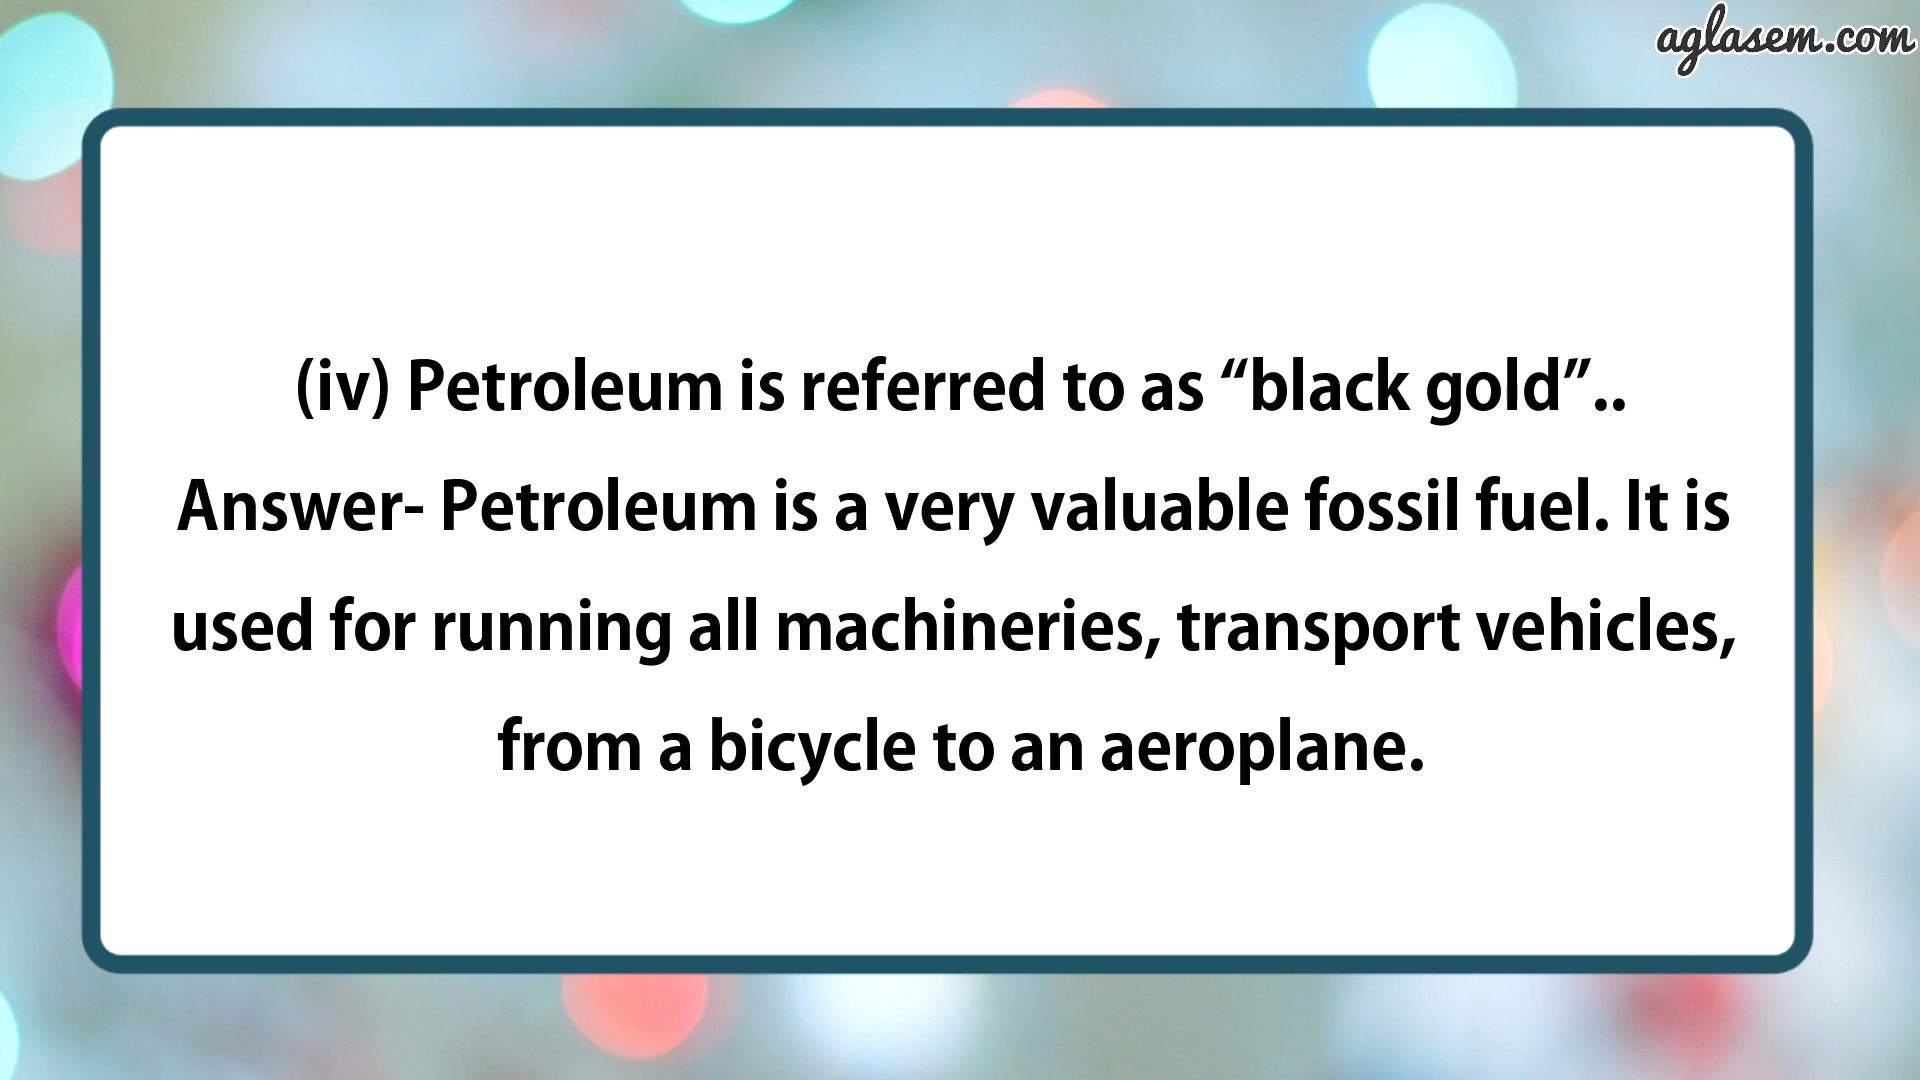 aglasem.com
(iv) Petroleum is referred to as “black gold”..
Answer- Petroleum is a very valuable fossil fuel. It is
used for running all machineries, transport vehicles,
from a bicycle to an aeroplane.